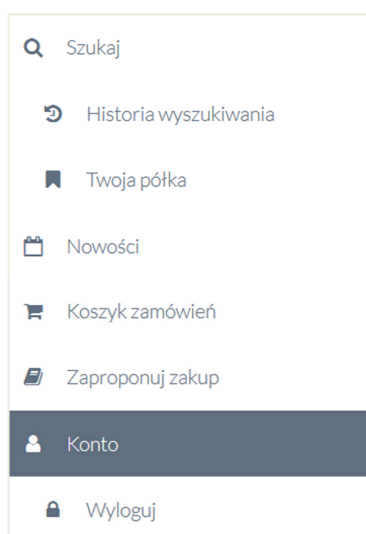 Szukaj
Historia wyszukiwania
Twoja półka
Nowości
Koszyk zamówień
Zaproponuj zakup
Konto
Wyloguj